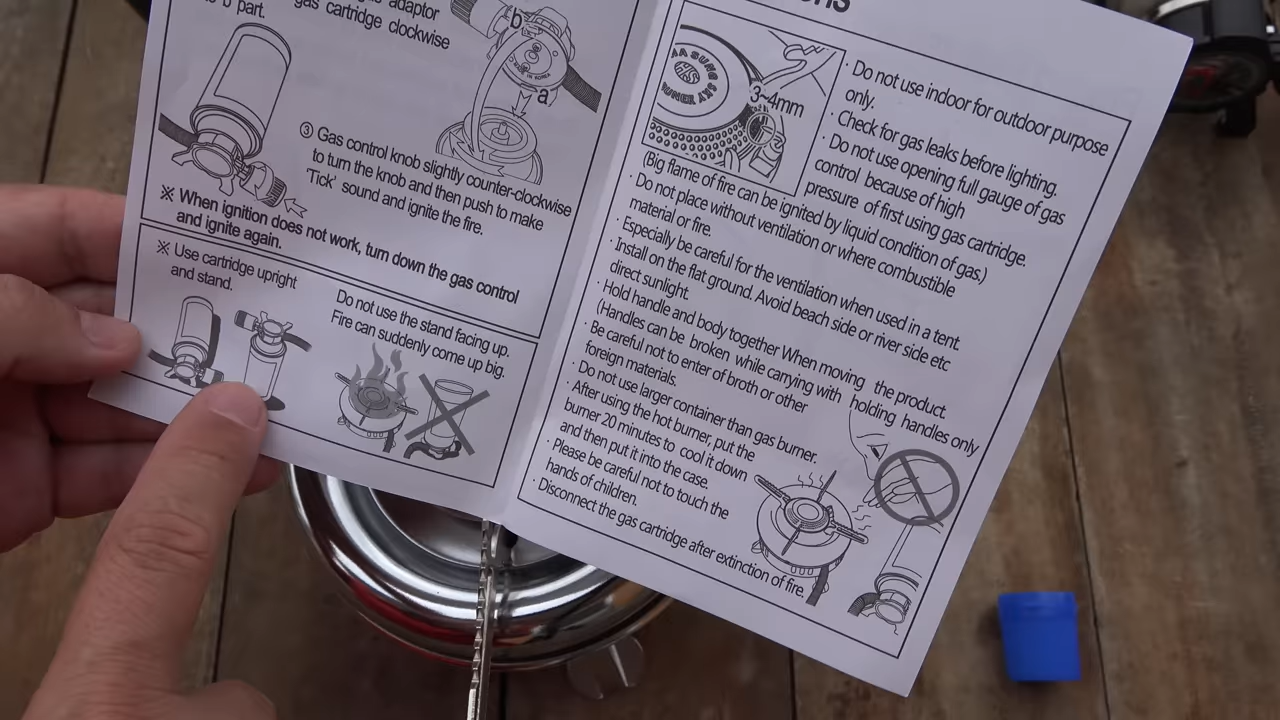 adaptor
gas cartridge clockwise
part.
b
a
③ Gas control knob slightly counter-clockwise
to turn the knob and then push to make
'Tick' sound and ignite the fire.
※ When ignition does not work, turn down the gas control
and ignite again.
※ Use cartridge upright
and stand.
Do not use the stand facing up.
Fire can suddenly come up big.
3~4mm
· Do not use indoor for outdoor purpose
only.
· Check for gas leaks before lighting.
· Do not use opening full gauge of gas
control because of high
pressure of first using gas cartridge.
(Big flame of fire can be ignited by liquid condition of gas.)
· Do not place without ventilation or where combustible
material or fire.
· Especially be careful for the ventilation when used in a tent
· Install on the flat ground. Avoid beach side or river side etc
direct sunlight.
· Hold handle and body together When moving the product.
(Handles can be broken while carrying with holding handles only
· Be careful not to enter of broth or other
foreign materials.
· Do not use larger container than gas burner.
· After using the hot burner, put the
burner 20 minutes to cool it down
and then put it into the case.
· Please be careful not to touch the
hands of children.
· Disconnect the gas cartridge after extinction of fire.